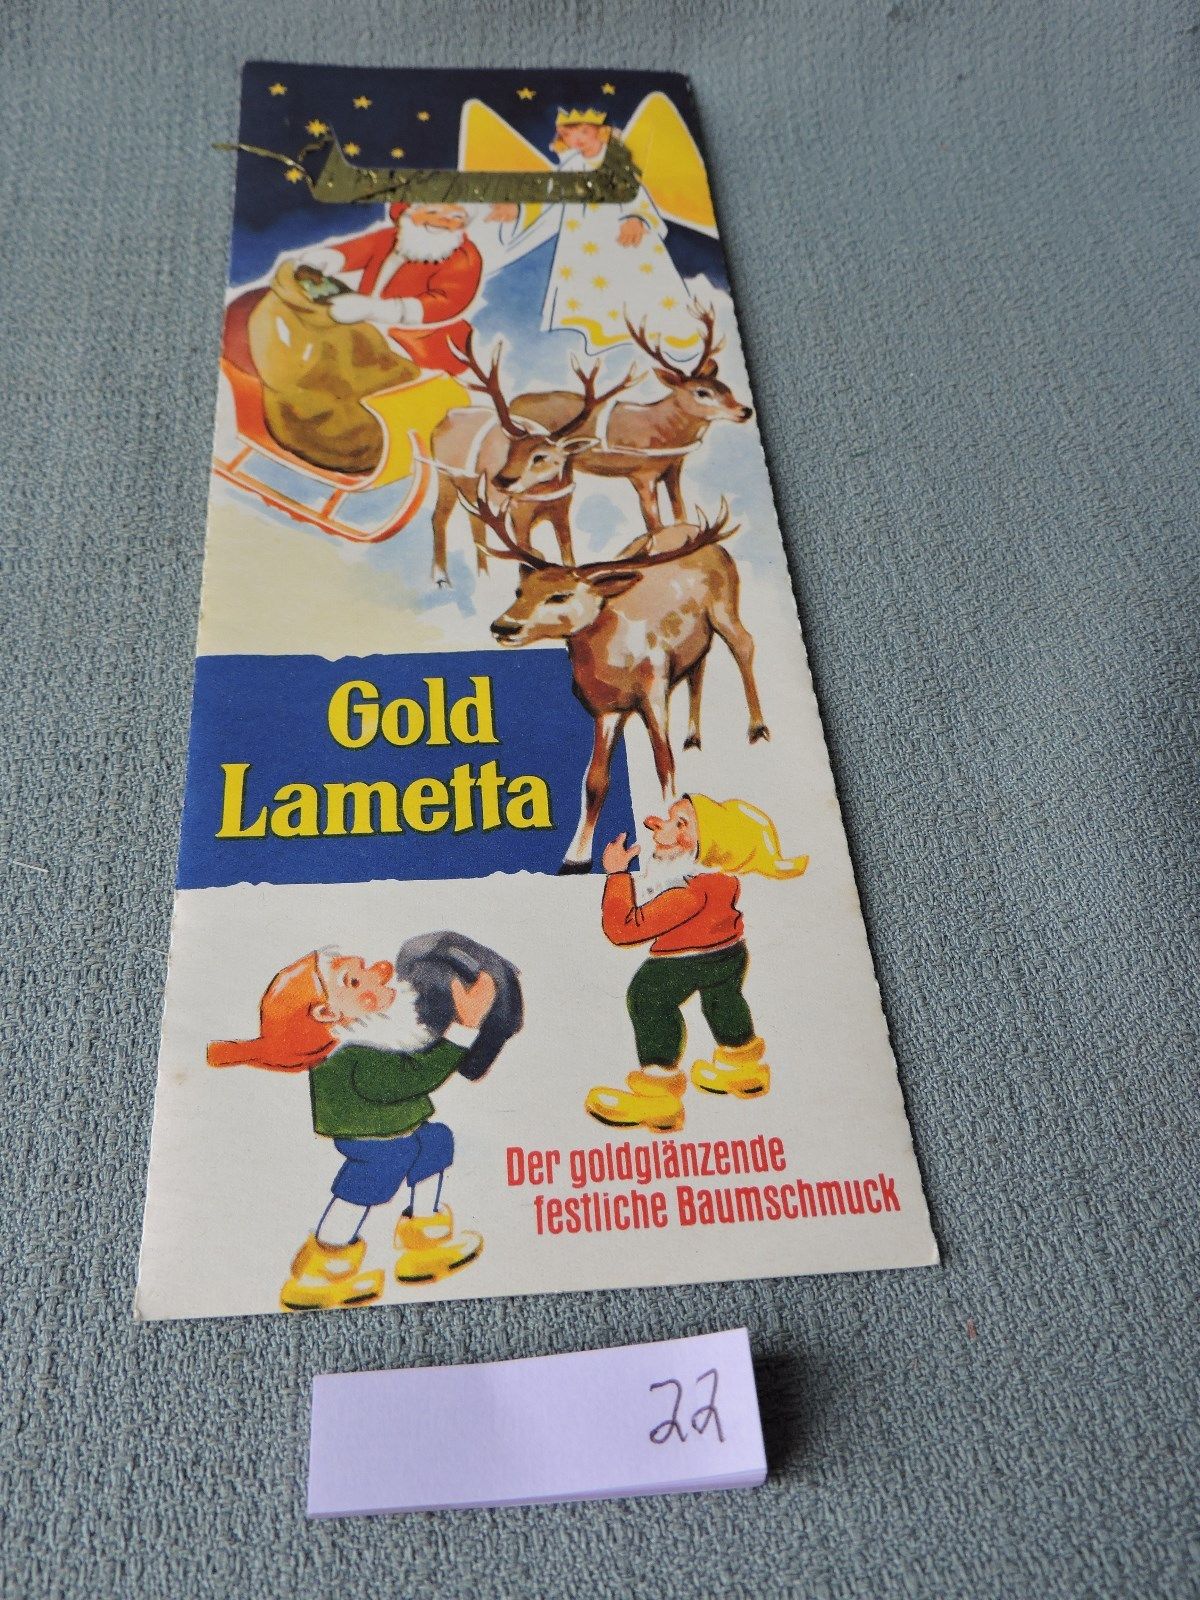 Gold
Lametta
Der goldglänzende
festliche Baumschmuck
22